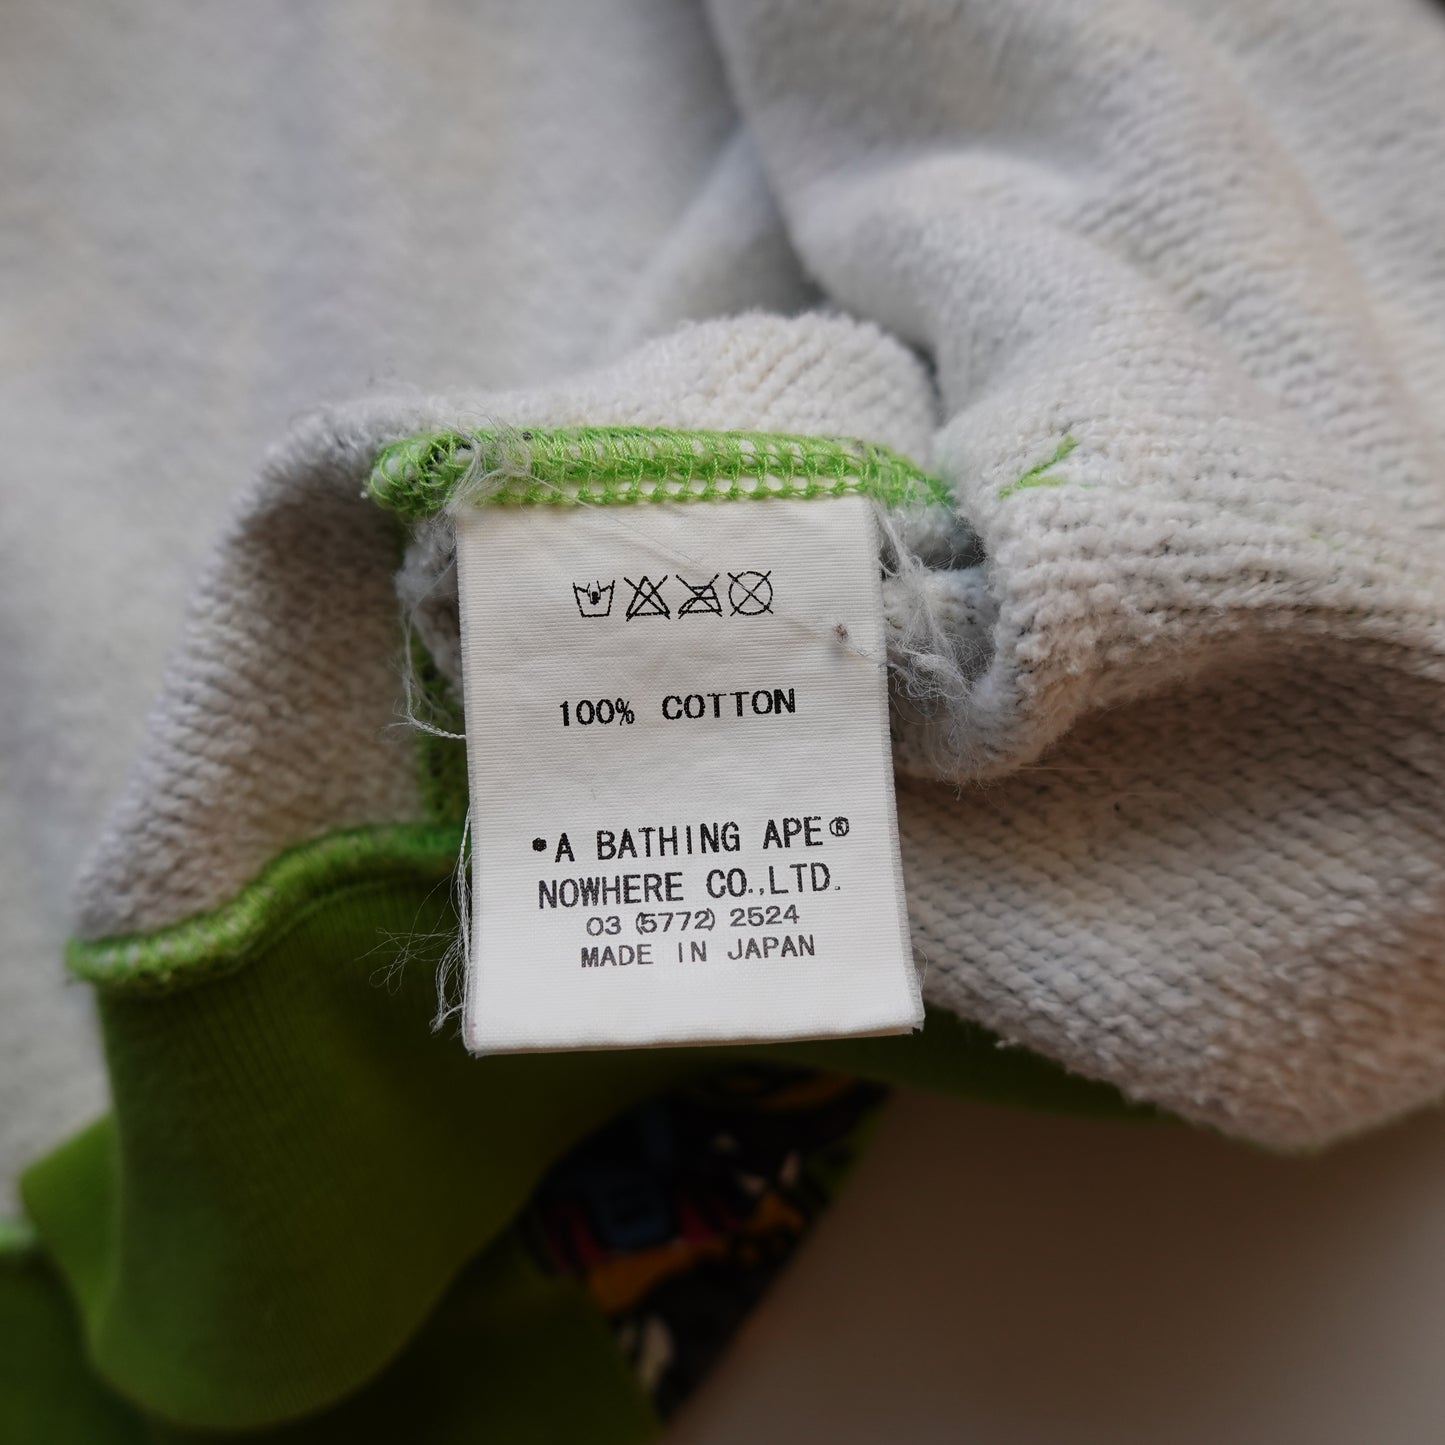 100% COTTON
*A BATHING APE®
NOWHERE CO.,LTD.
03 (5772) 2524
MADE IN JAPAN